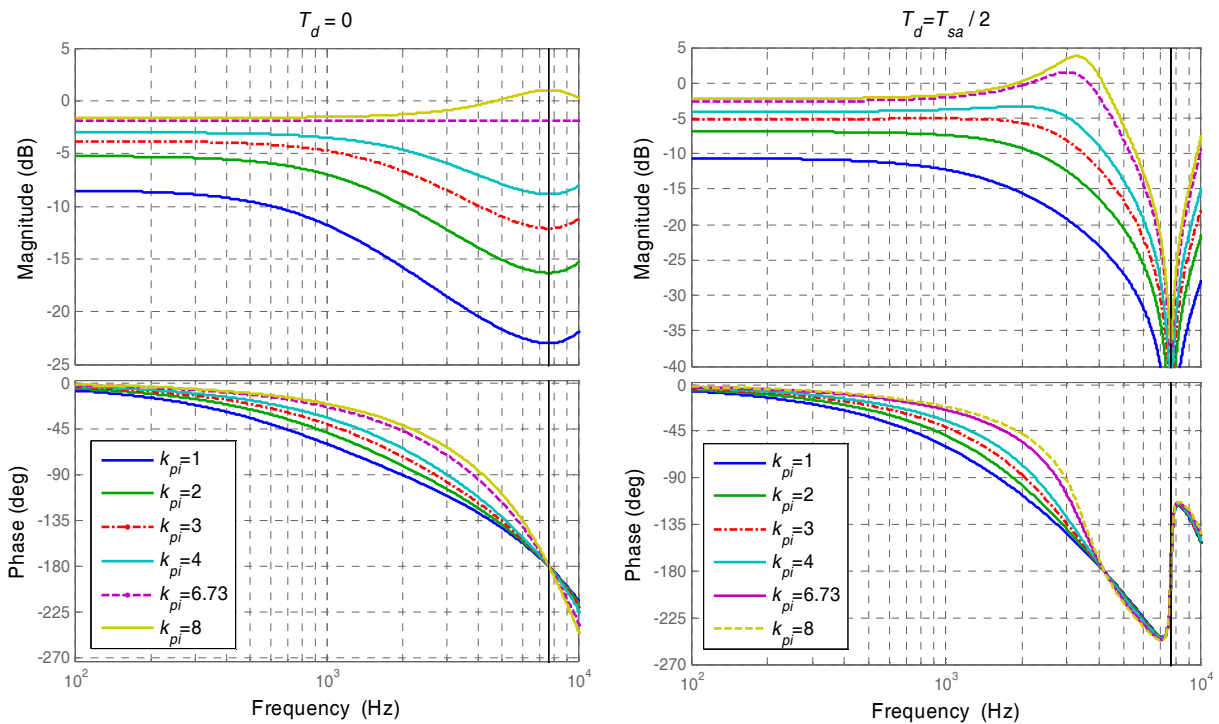 T_d = 0
5
0
-5
-10
-15
-20
-25
Magnitude (dB)
0
-45
-90
-135
-180
-225
-270
Phase (deg)
k_pi=1
k_pi=2
k_pi=3
k_pi=4
k_pi=6.73
k_pi=8
10^2
10^3
10^4
Frequency (Hz)
T_d=T_sa / 2
5
0
-5
-10
-15
-20
-25
-30
-35
-40
Magnitude (dB)
0
-45
-90
-135
-180
-225
-270
Phase (deg)
k_pi=1
k_pi=2
k_pi=3
k_pi=4
k_pi=6.73
k_pi=8
10^2
10^3
10^4
Frequency (Hz)